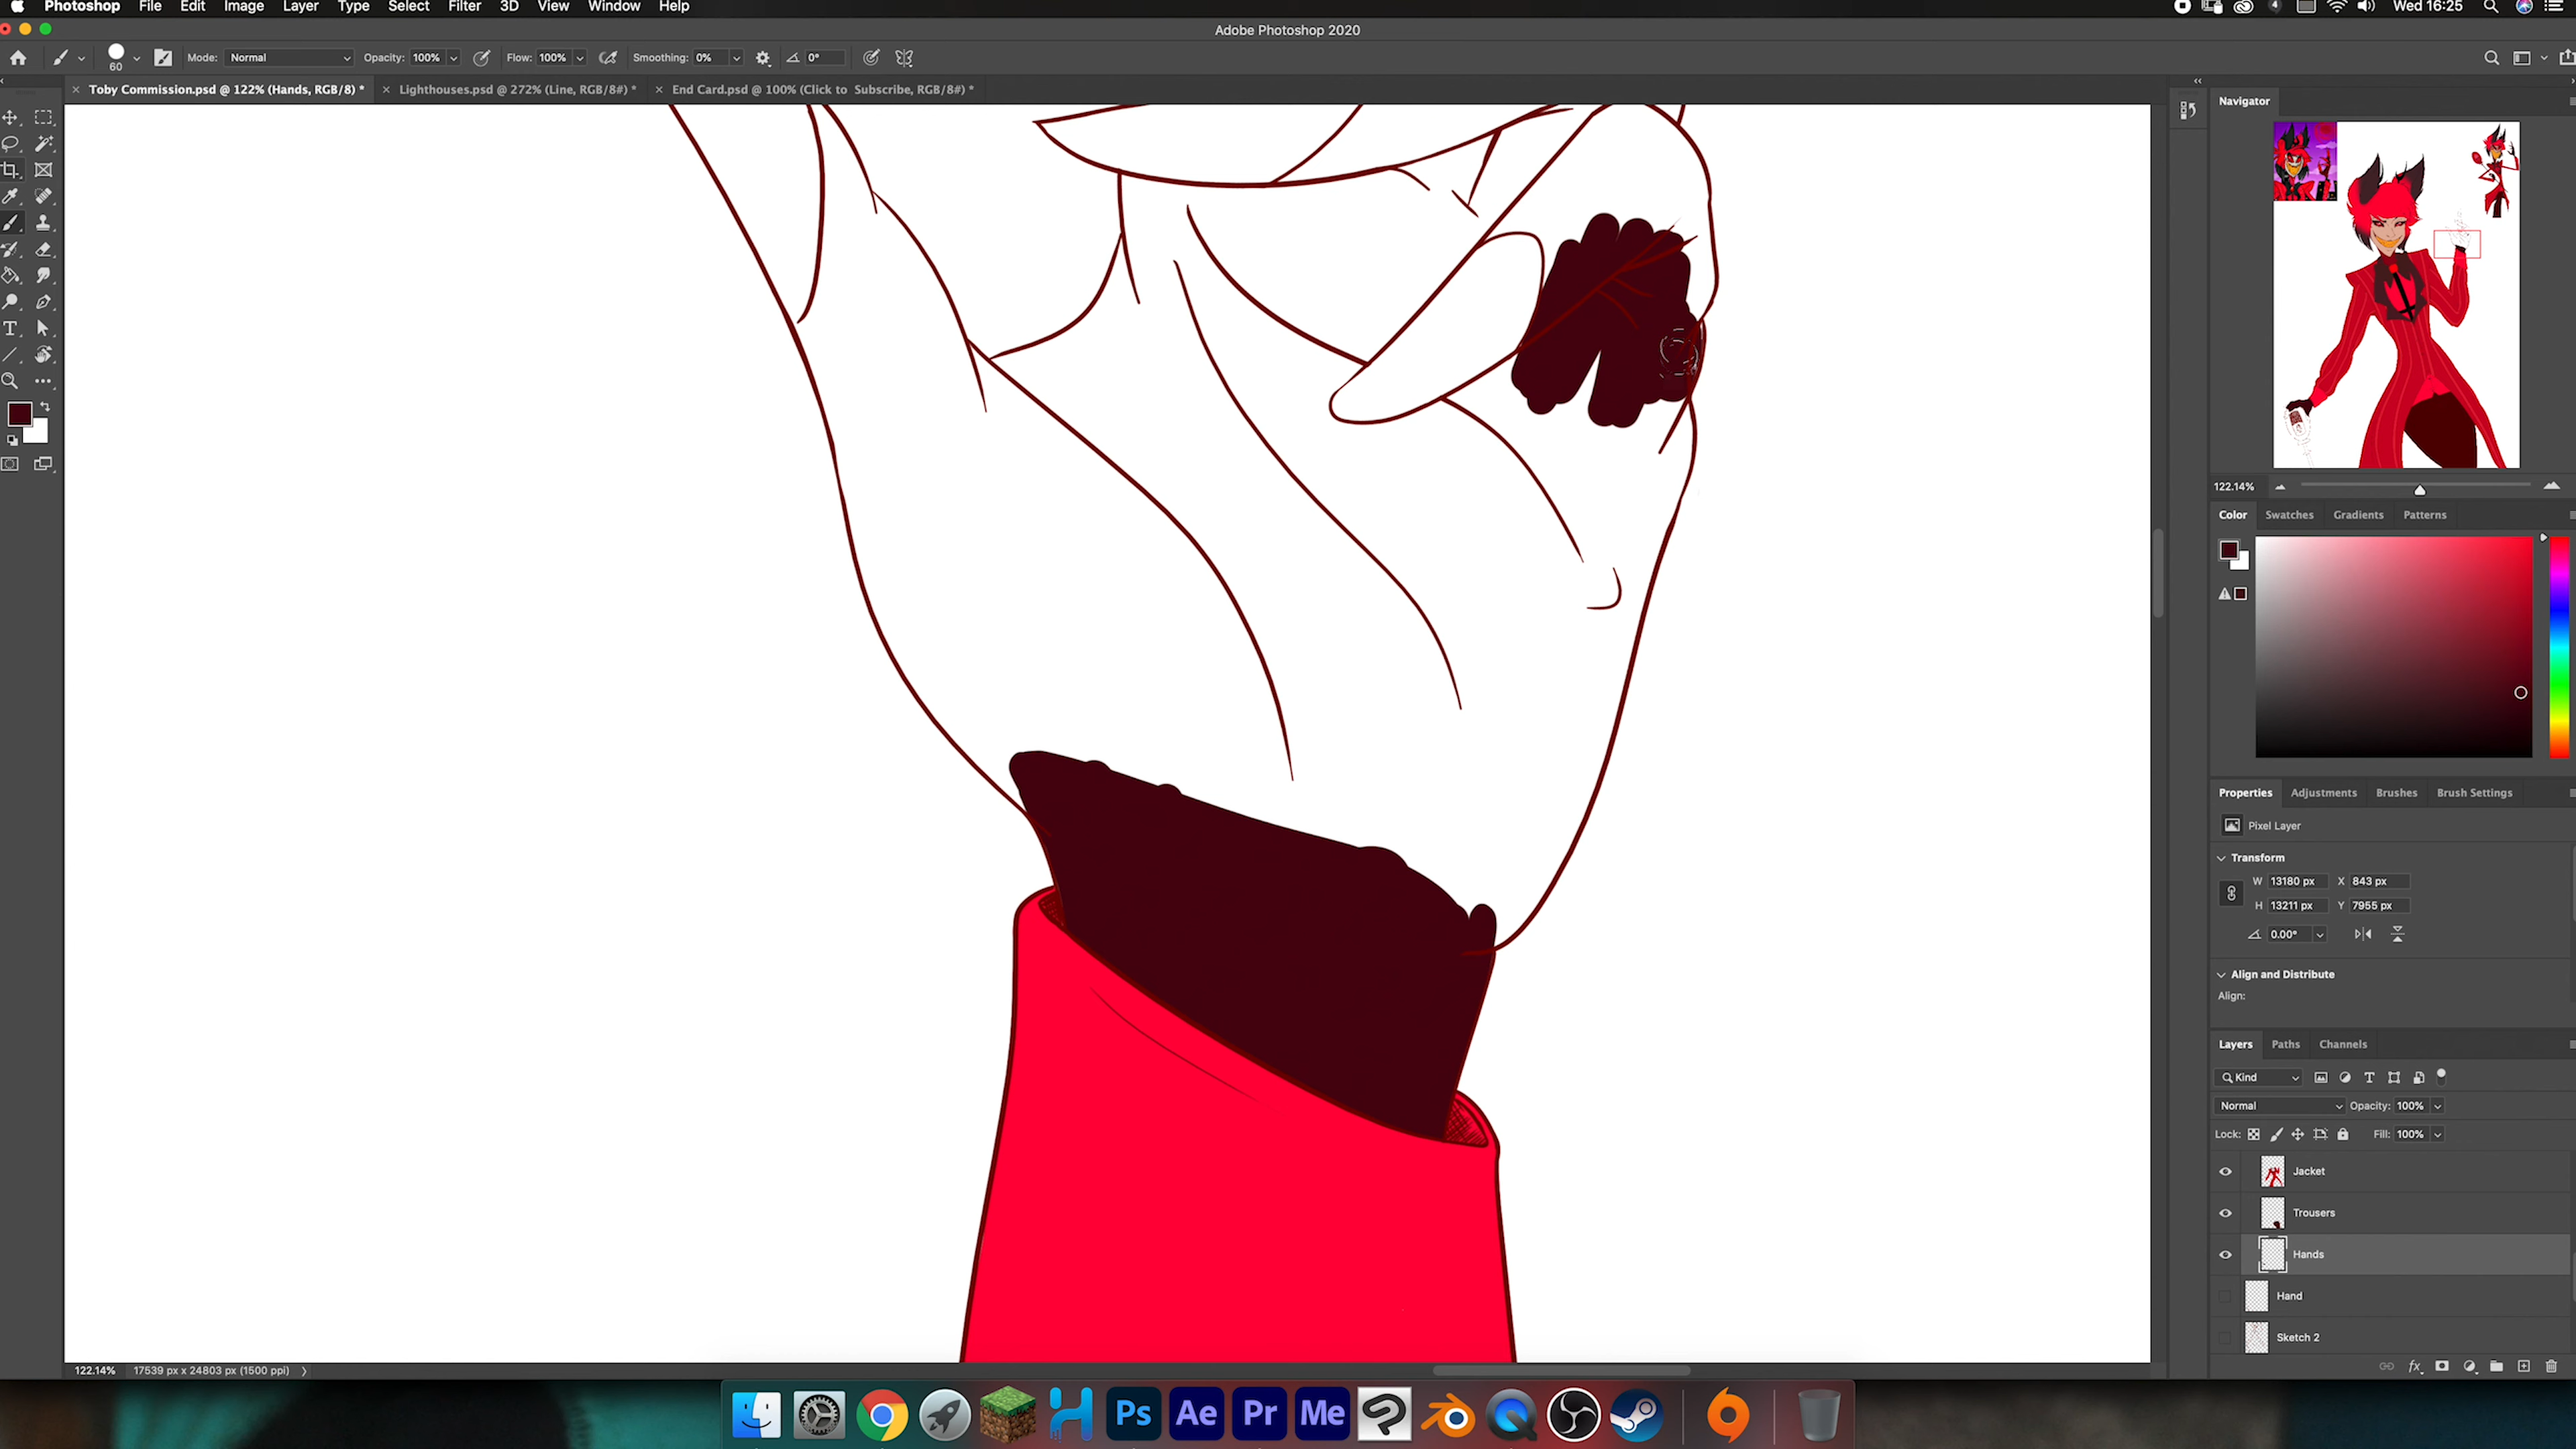 Photoshop File Edit Image Layer Type Select Filter 3D View Window Help 4 Wed 16:25
Adobe Photoshop 2020
60 Mode: Normal Opacity: 100% Flow: 100% Smoothing: 0% 0°
Toby Commission.psd @ 122% (Hands, RGB/8) * Lighthouses.psd @ 272% (Line, RGB/8#) * End Card.psd @ 100% (Click to Subscribe, RGB/8#) *
Navigator
122.14%
Color Swatches Gradients Patterns
Properties Adjustments Brushes Brush Settings
Pixel Layer
Transform
W 13180 px X 843 px
H 13211 px Y 7955 px
0.00°
Align and Distribute
Align:
Layers Paths Channels
Kind
Normal Opacity: 100%
Lock: Fill: 100%
Jacket
Trousers
Hands
Hand
Sketch 2
122.14% 17539 px x 24803 px (1500 ppi)
Ps Ae Pr Me